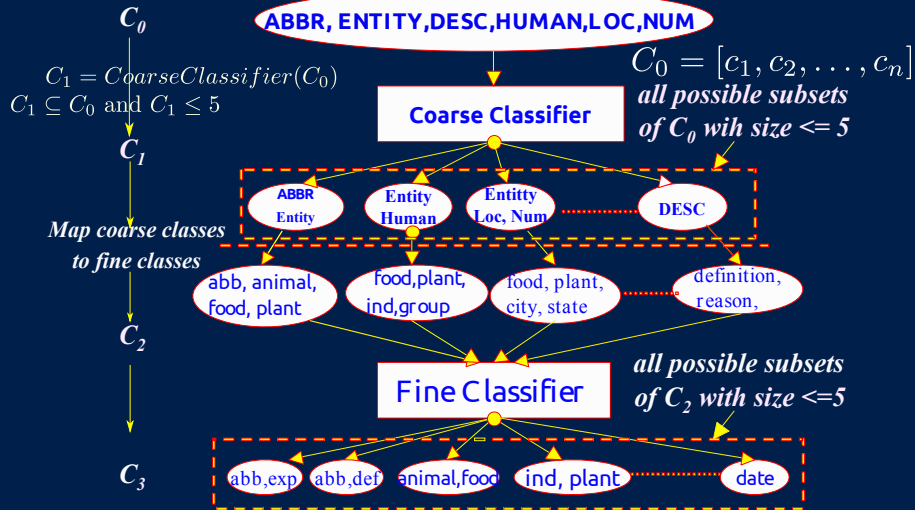 C₀
ABBR, ENTITY,DESC,HUMAN,LOC,NUM
C₀ = [c₁, c₂, . . . , cₙ]
C₁ = CoarseClassifier(C₀)
C₁ ⊆ C₀ and C₁ ≤ 5
Coarse Classifier
all possible subsets
of C₀ wih size <= 5
C₁
ABBR
Entity
Entity
Human
Entitty
Loc, Num
DESC
Map coarse classes
to fine classes
abb, animal,
food, plant
food,plant,
ind,group
food, plant,
city, state
definition,
reason,
C₂
Fine Classifier
all possible subsets
of C₂ with size <=5
C₃
abb,exp
abb,def
animal,food
ind, plant
date